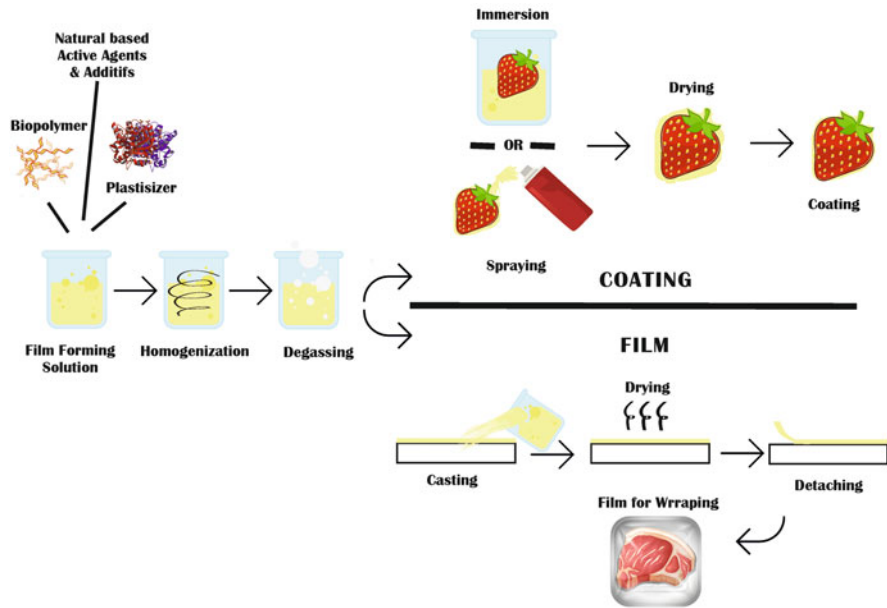 Natural based
Active Agents
& Additifs
Biopolymer
Plastisizer
Film Forming
Solution
Homogenization
Degassing
Immersion
OR
Spraying
Drying
Coating
COATING
FILM
Casting
Drying
Detaching
Film for Wrraping